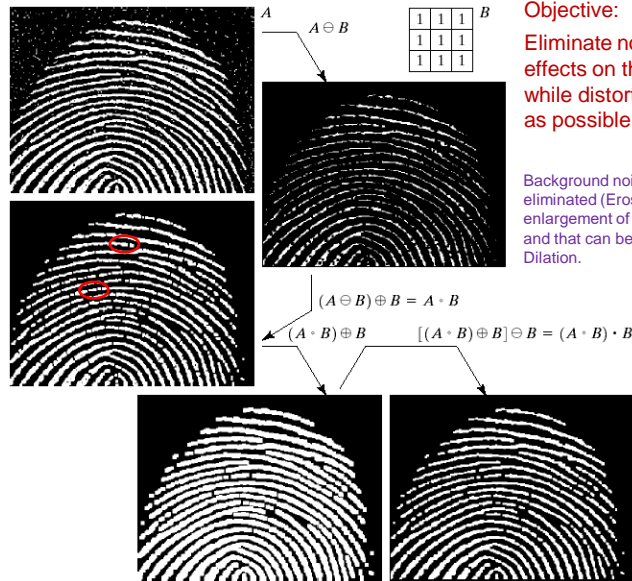 A
A ⊖ B
1 1 1
1 1 1
1 1 1
B
Objective:
Eliminate no
effects on th
while distor
as possible
Background noi
eliminated (Eros
enlargement of
and that can be
Dilation.
(A ⊖ B) ⊕ B = A ∘ B
(A ∘ B) ⊕ B
[(A ∘ B) ⊕ B] ⊖ B = (A ∘ B) • B